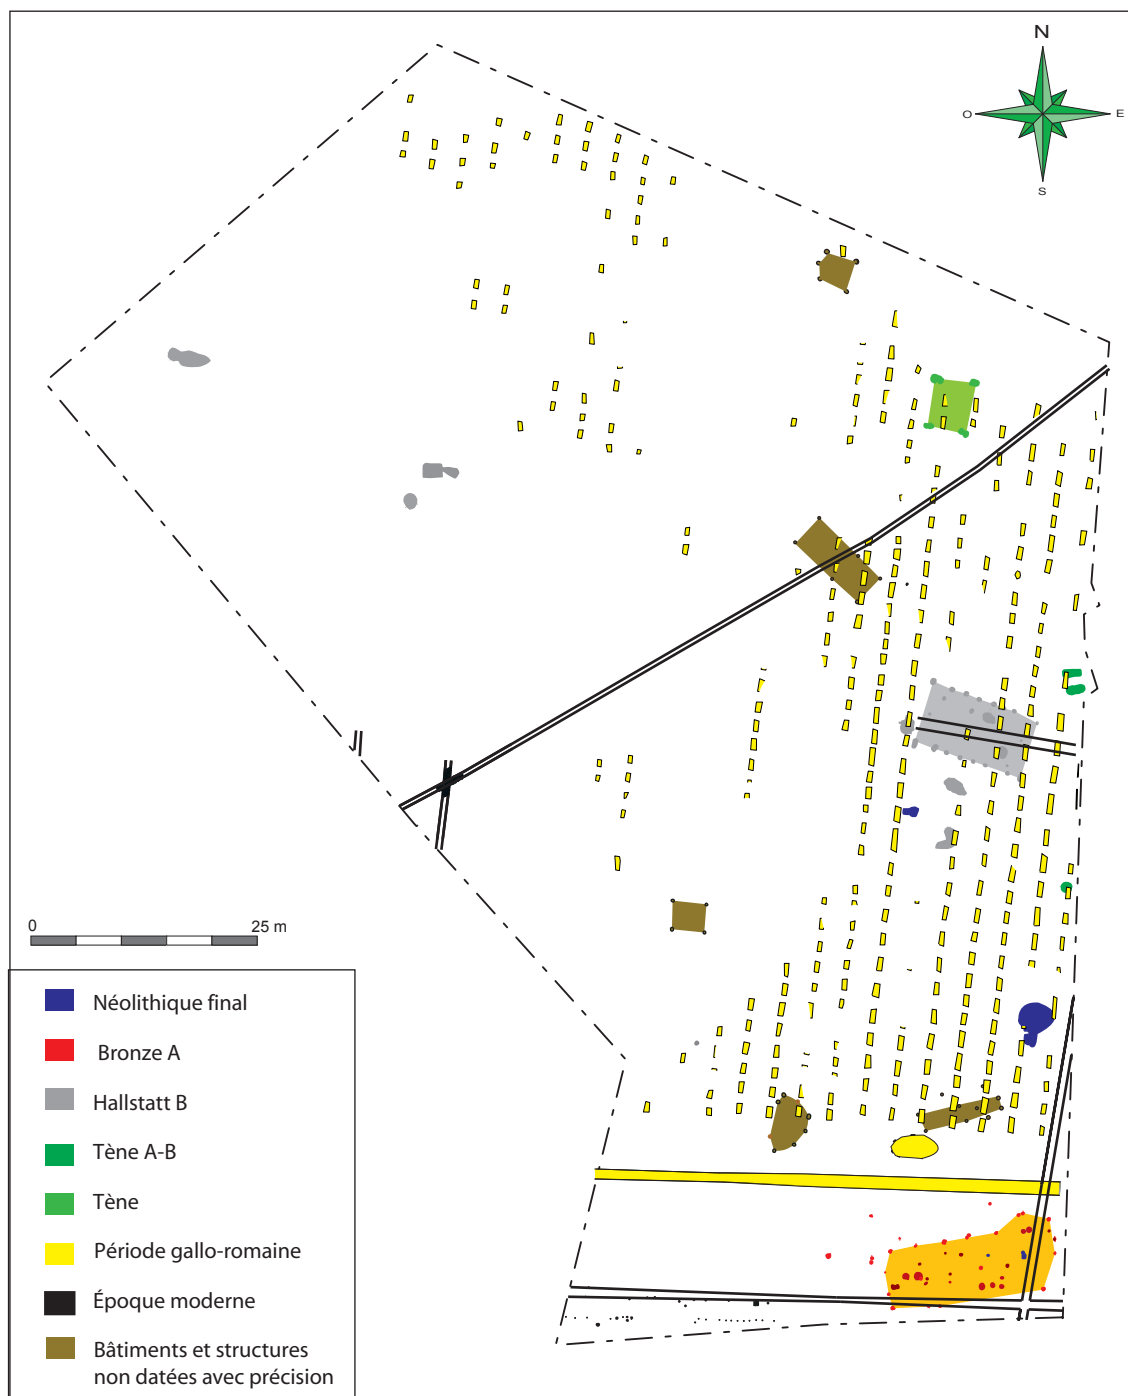 N
O
E
S
0
25 m
Néolithique final
Bronze A
Hallstatt B
Tène A-B
Tène
Période gallo-romaine
Époque moderne
Bâtiments et structures
non datées avec précision